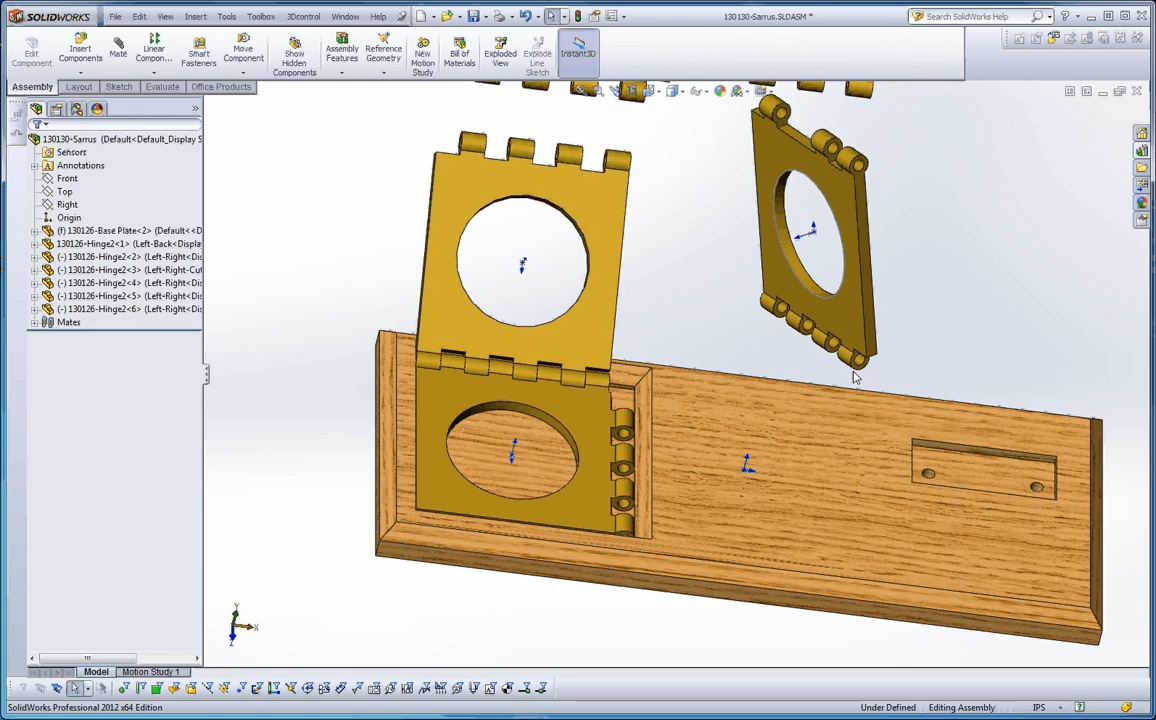 SOLIDWORKS File Edit View Insert Tools Toolbox 3Dcontrol Window Help 130130-Sarrus.SLDASM * Search SolidWorks Help
Edit Component
Insert Components
Mate
Linear Compon...
Smart Fasteners
Move Component
Show Hidden Components
Assembly Features
Reference Geometry
New Motion Study
Bill of Materials
Exploded View
Explode Line Sketch
Instant3D
Assembly Layout Sketch Evaluate Office Products
130130-Sarrus (Default<Default_Display S
Sensors
Annotations
Front
Top
Right
Origin
(f) 130126-Base Plate<2> (Default<<D
130126-Hinge2<1> (Left-Back<Display
(-) 130126-Hinge2<2> (Left-Right<Dis
(-) 130126-Hinge2<3> (Left-Right-Cut
(-) 130126-Hinge2<4> (Left-Right<Dis
(-) 130126-Hinge2<5> (Left-Right<Dis
(-) 130126-Hinge2<6> (Left-Right<Dis
Mates
Y
X
Z
Model Motion Study 1
SolidWorks Professional 2012 x64 Edition Under Defined Editing Assembly IPS